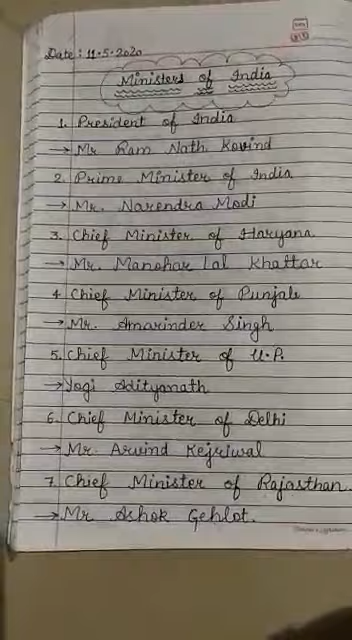 Date: 11.5.2020
Ministers of India
1. President of India
→ Mr. Ram Nath Kovind
2. Prime Minister of India
→ Mr. Narendra Modi
3. Chief Minister of Haryana
→ Mr. Manohar Lal Khattar
4. Chief Minister of Punjab
→ Mr. Amarinder Singh
5. Chief Minister of U.P.
→ Yogi Adityanath
6. Chief Minister of Delhi
→ Mr. Arvind Kejriwal
7. Chief Minister of Rajasthan
→ Mr Ashok Gehlot.